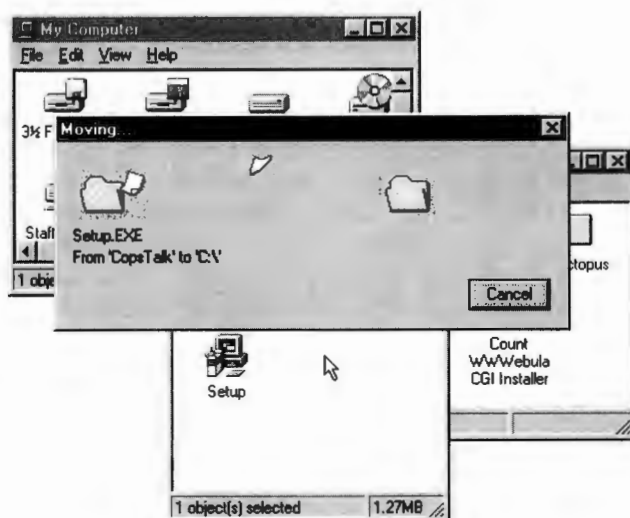 My Computer
File Edit View Help
3½ F
Moving...
Setup.EXE
From 'CopsTalk' to 'C:\'
Cancel
Staff
1 obje
ctopus
Count
WWWebula
CGI Installer
Setup
1 object(s) selected
1.27MB